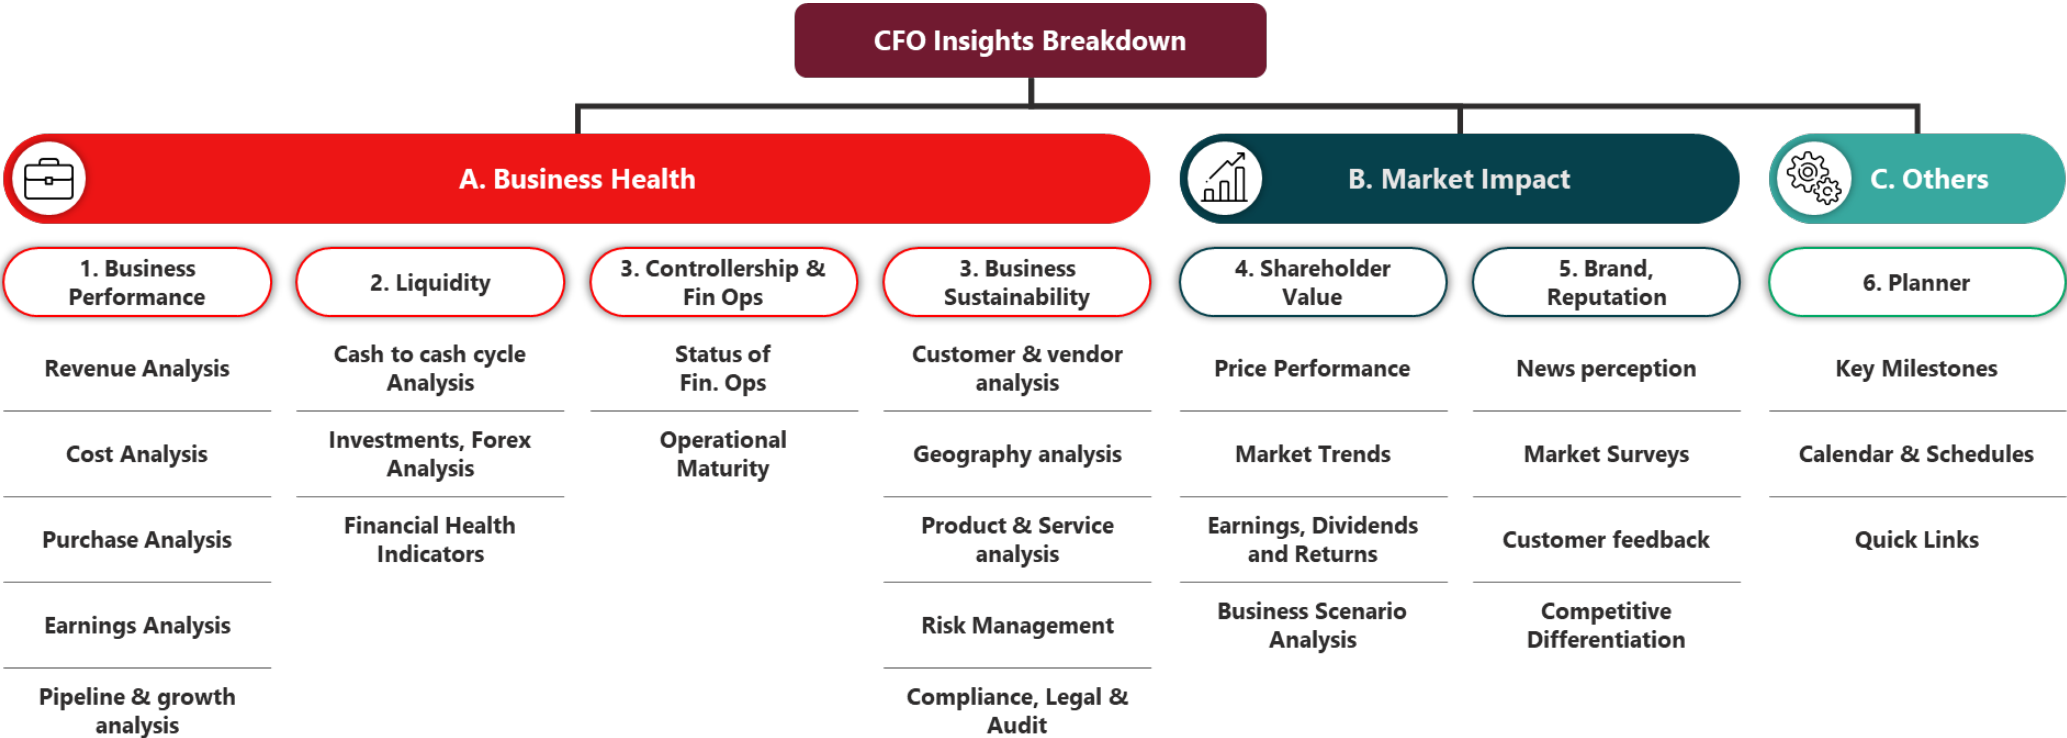 CFO Insights Breakdown
A. Business Health
B. Market Impact
C. Others
1. Business
Performance
2. Liquidity
3. Controllership &
Fin Ops
3. Business
Sustainability
4. Shareholder
Value
5. Brand,
Reputation
6. Planner
Revenue Analysis
Cost Analysis
Purchase Analysis
Earnings Analysis
Pipeline & growth
analysis
Cash to cash cycle
Analysis
Investments, Forex
Analysis
Financial Health
Indicators
Status of
Fin. Ops
Operational
Maturity
Customer & vendor
analysis
Geography analysis
Product & Service
analysis
Risk Management
Compliance, Legal &
Audit
Price Performance
Market Trends
Earnings, Dividends
and Returns
Business Scenario
Analysis
News perception
Market Surveys
Customer feedback
Competitive
Differentiation
Key Milestones
Calendar & Schedules
Quick Links